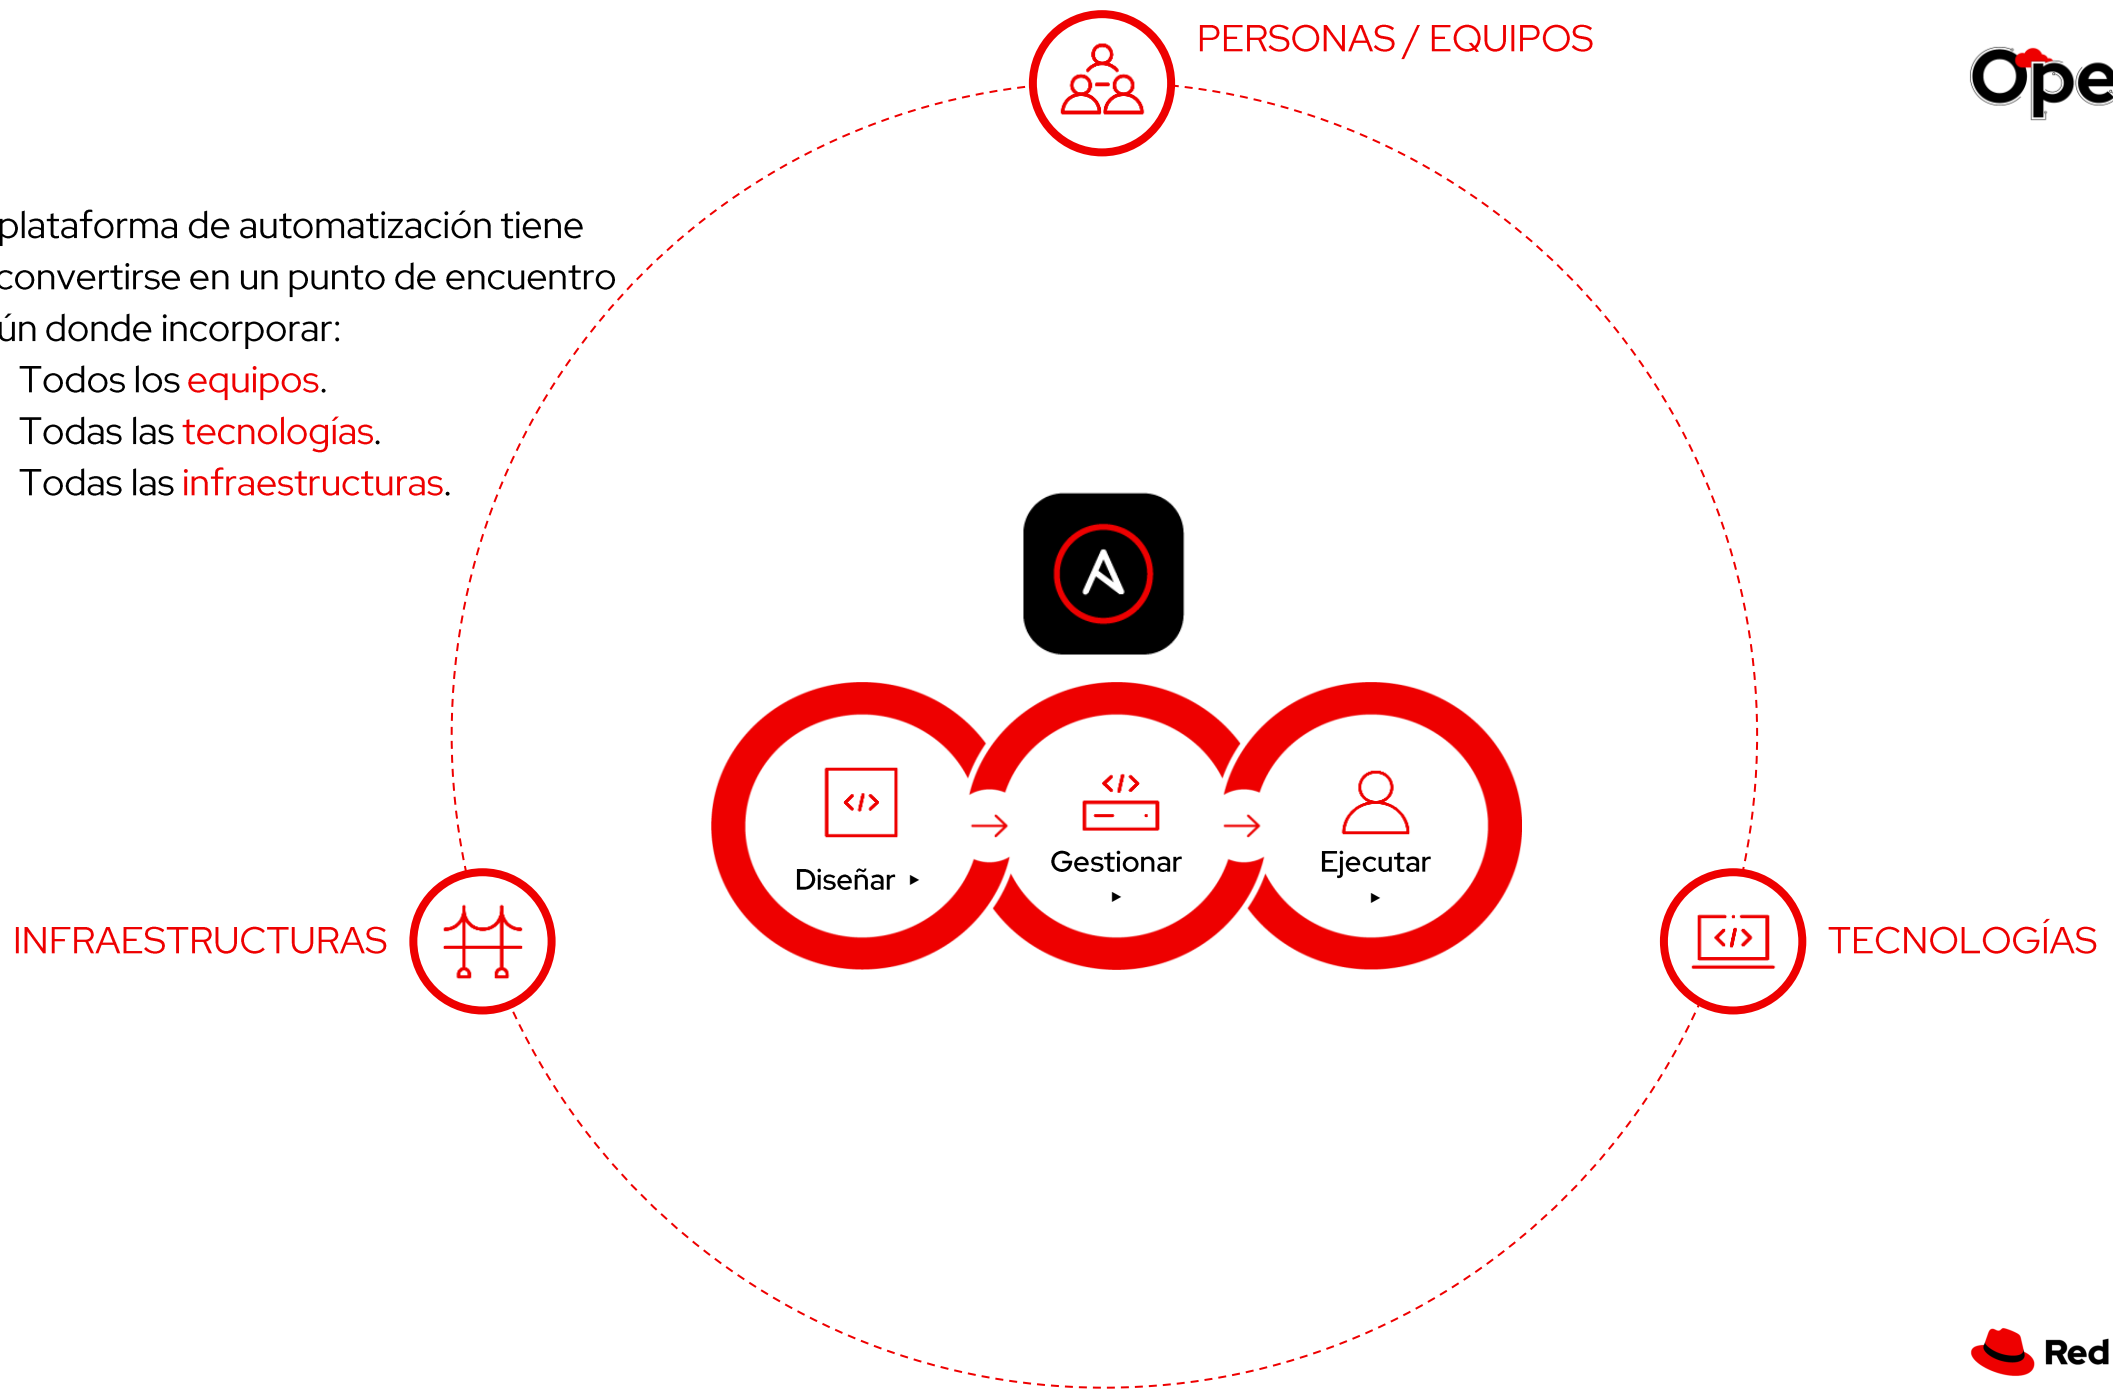 PERSONAS / EQUIPOS
Ope
plataforma de automatización tiene
convertirse en un punto de encuentro
ún donde incorporar:
Todos los equipos.
Todas las tecnologías.
Todas las infraestructuras.
Diseñar ▸
Gestionar
▸
Ejecutar
▸
INFRAESTRUCTURAS
TECNOLOGÍAS
Red